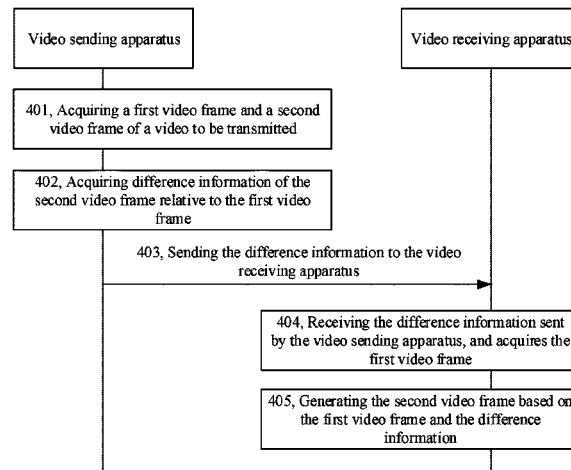 Video sending apparatus
Video receiving apparatus
401, Acquiring a first video frame and a second
video frame of a video to be transmitted
402, Acquiring difference information of the
second video frame relative to the first video
frame
403, Sending the difference information to the video
receiving apparatus
404, Receiving the difference information sent
by the video sending apparatus, and acquires the
first video frame
405, Generating the second video frame based on
the first video frame and the difference
information